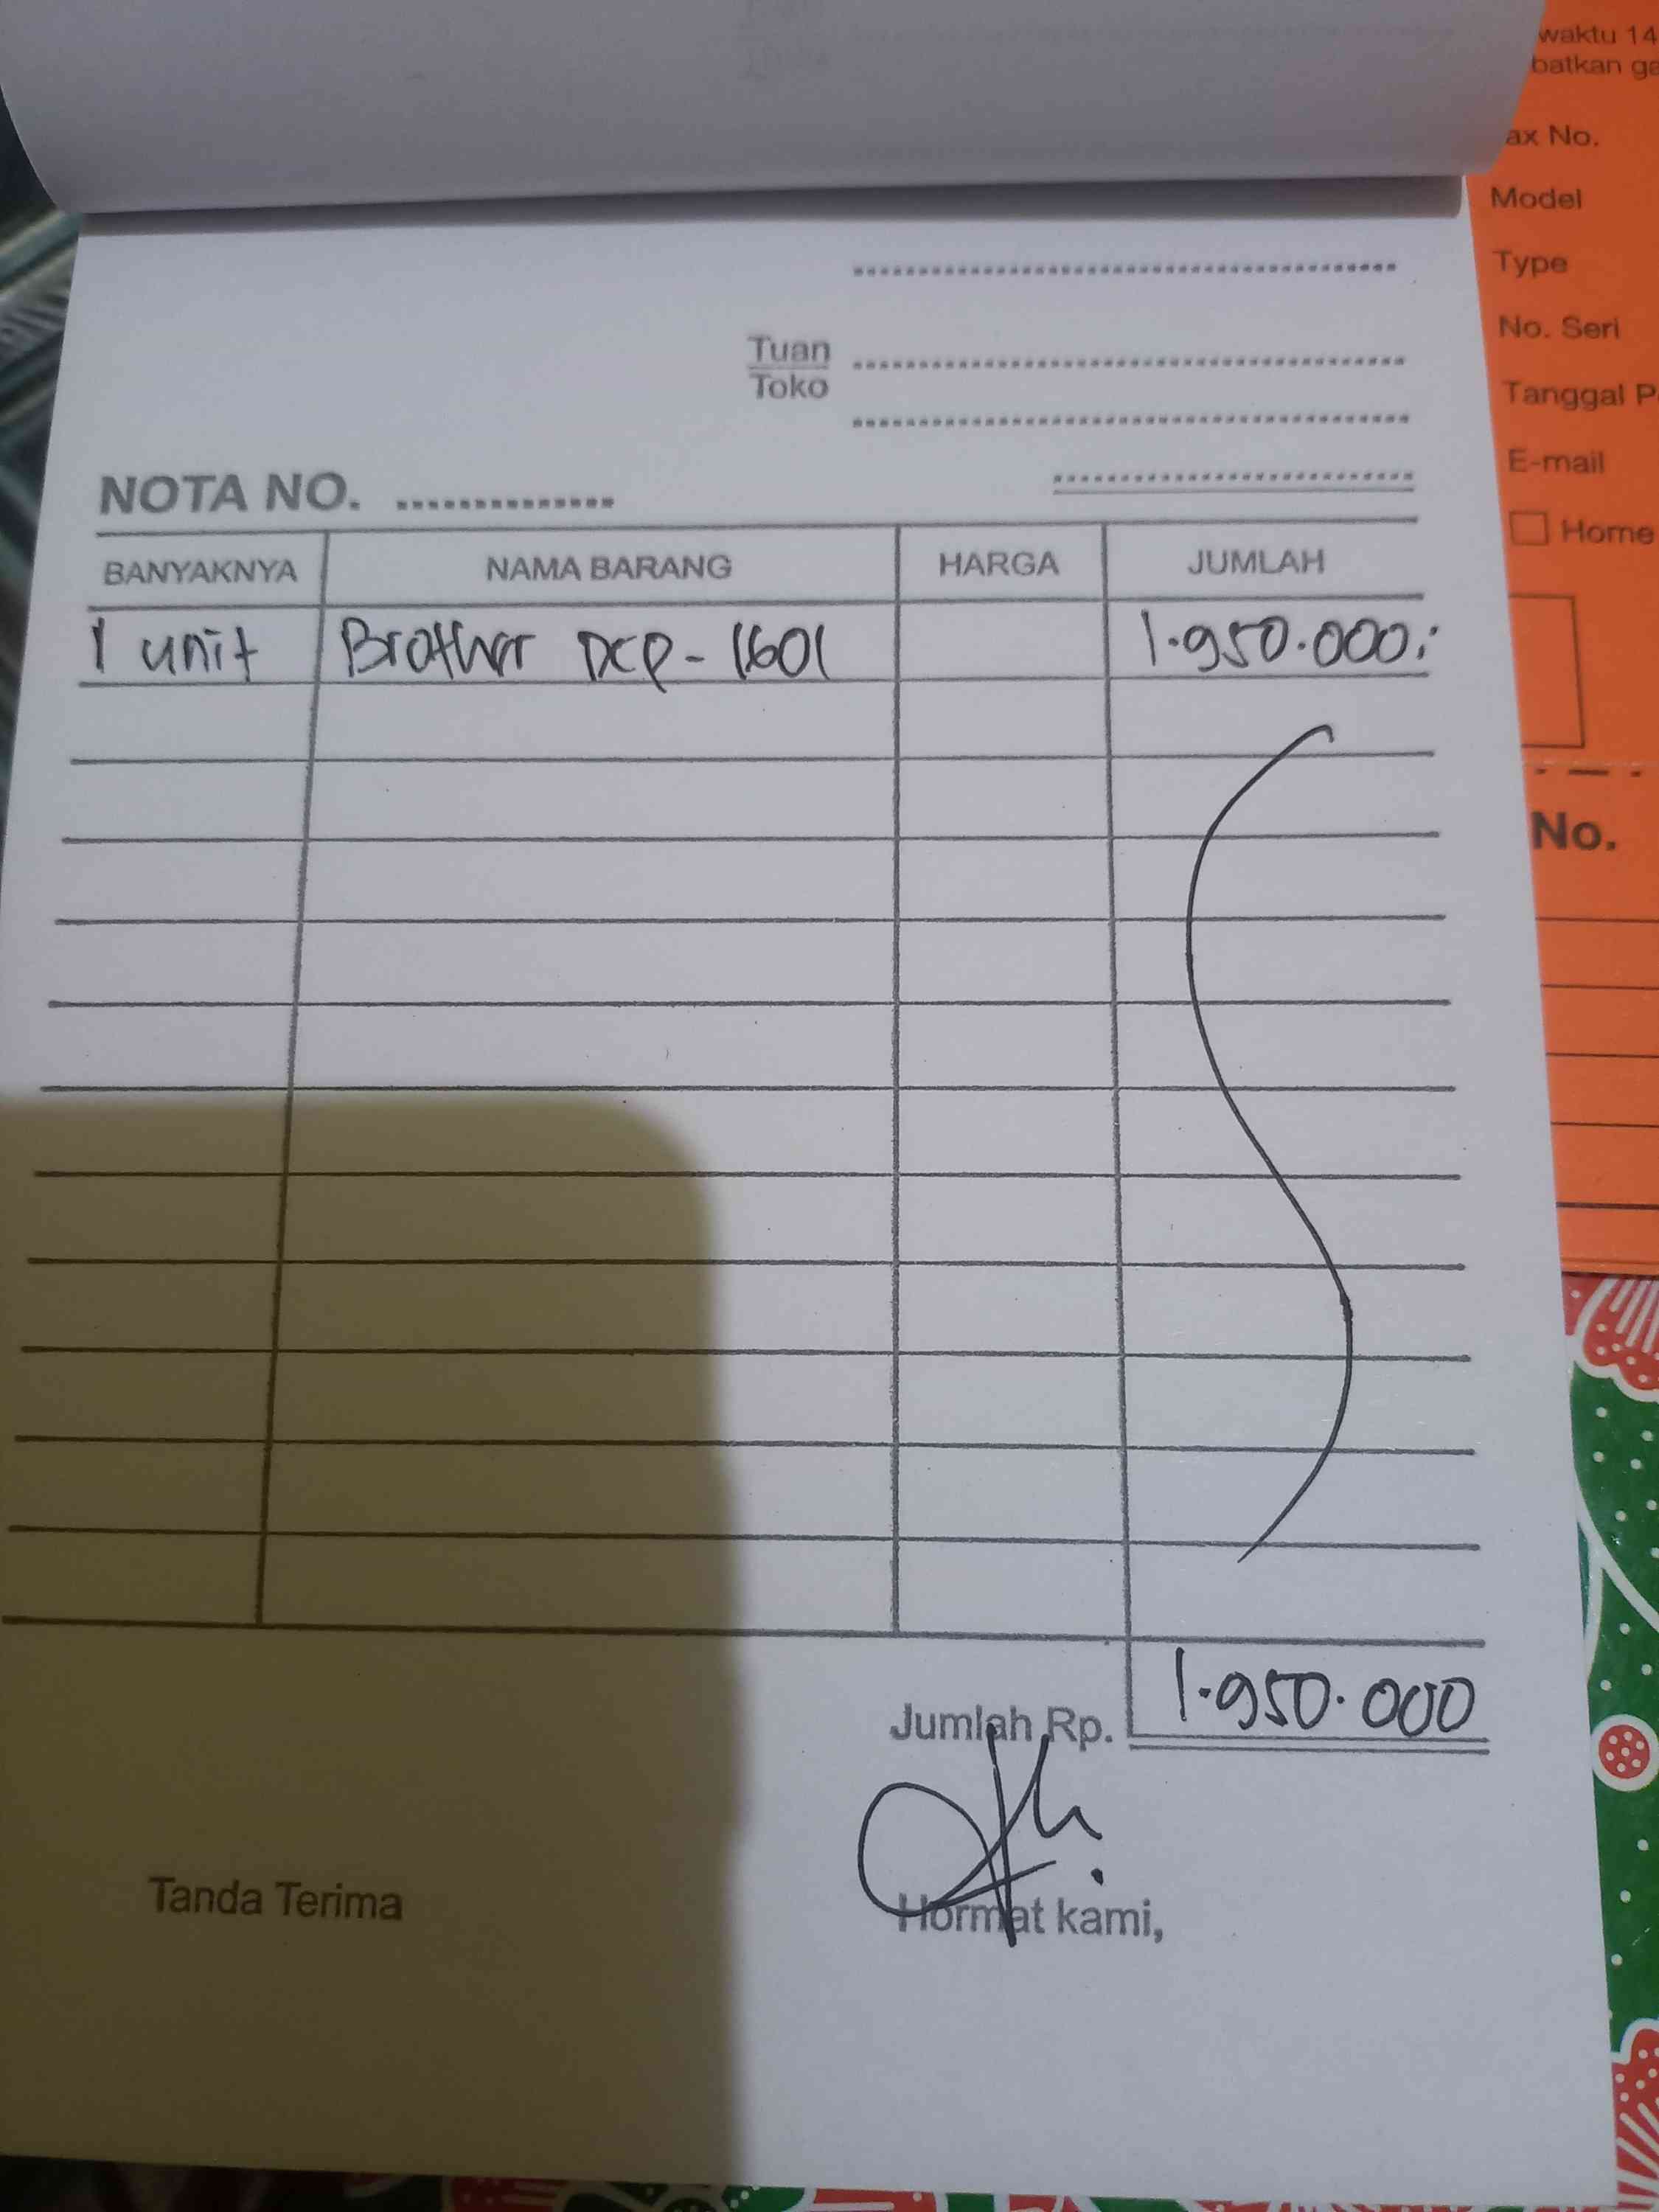 waktu 14
batkan ga
ax No.
Model
Type
No. Seri
Tanggal P
E-mail
Home
No.
Tuan
Toko
NOTA NO. ..............
BANYAKNYA NAMA BARANG HARGA JUMLAH
1 unit Brother DCP-1601 1.950.000,-
Jumlah Rp. 1.950.000
Tanda Terima Hormat kami,